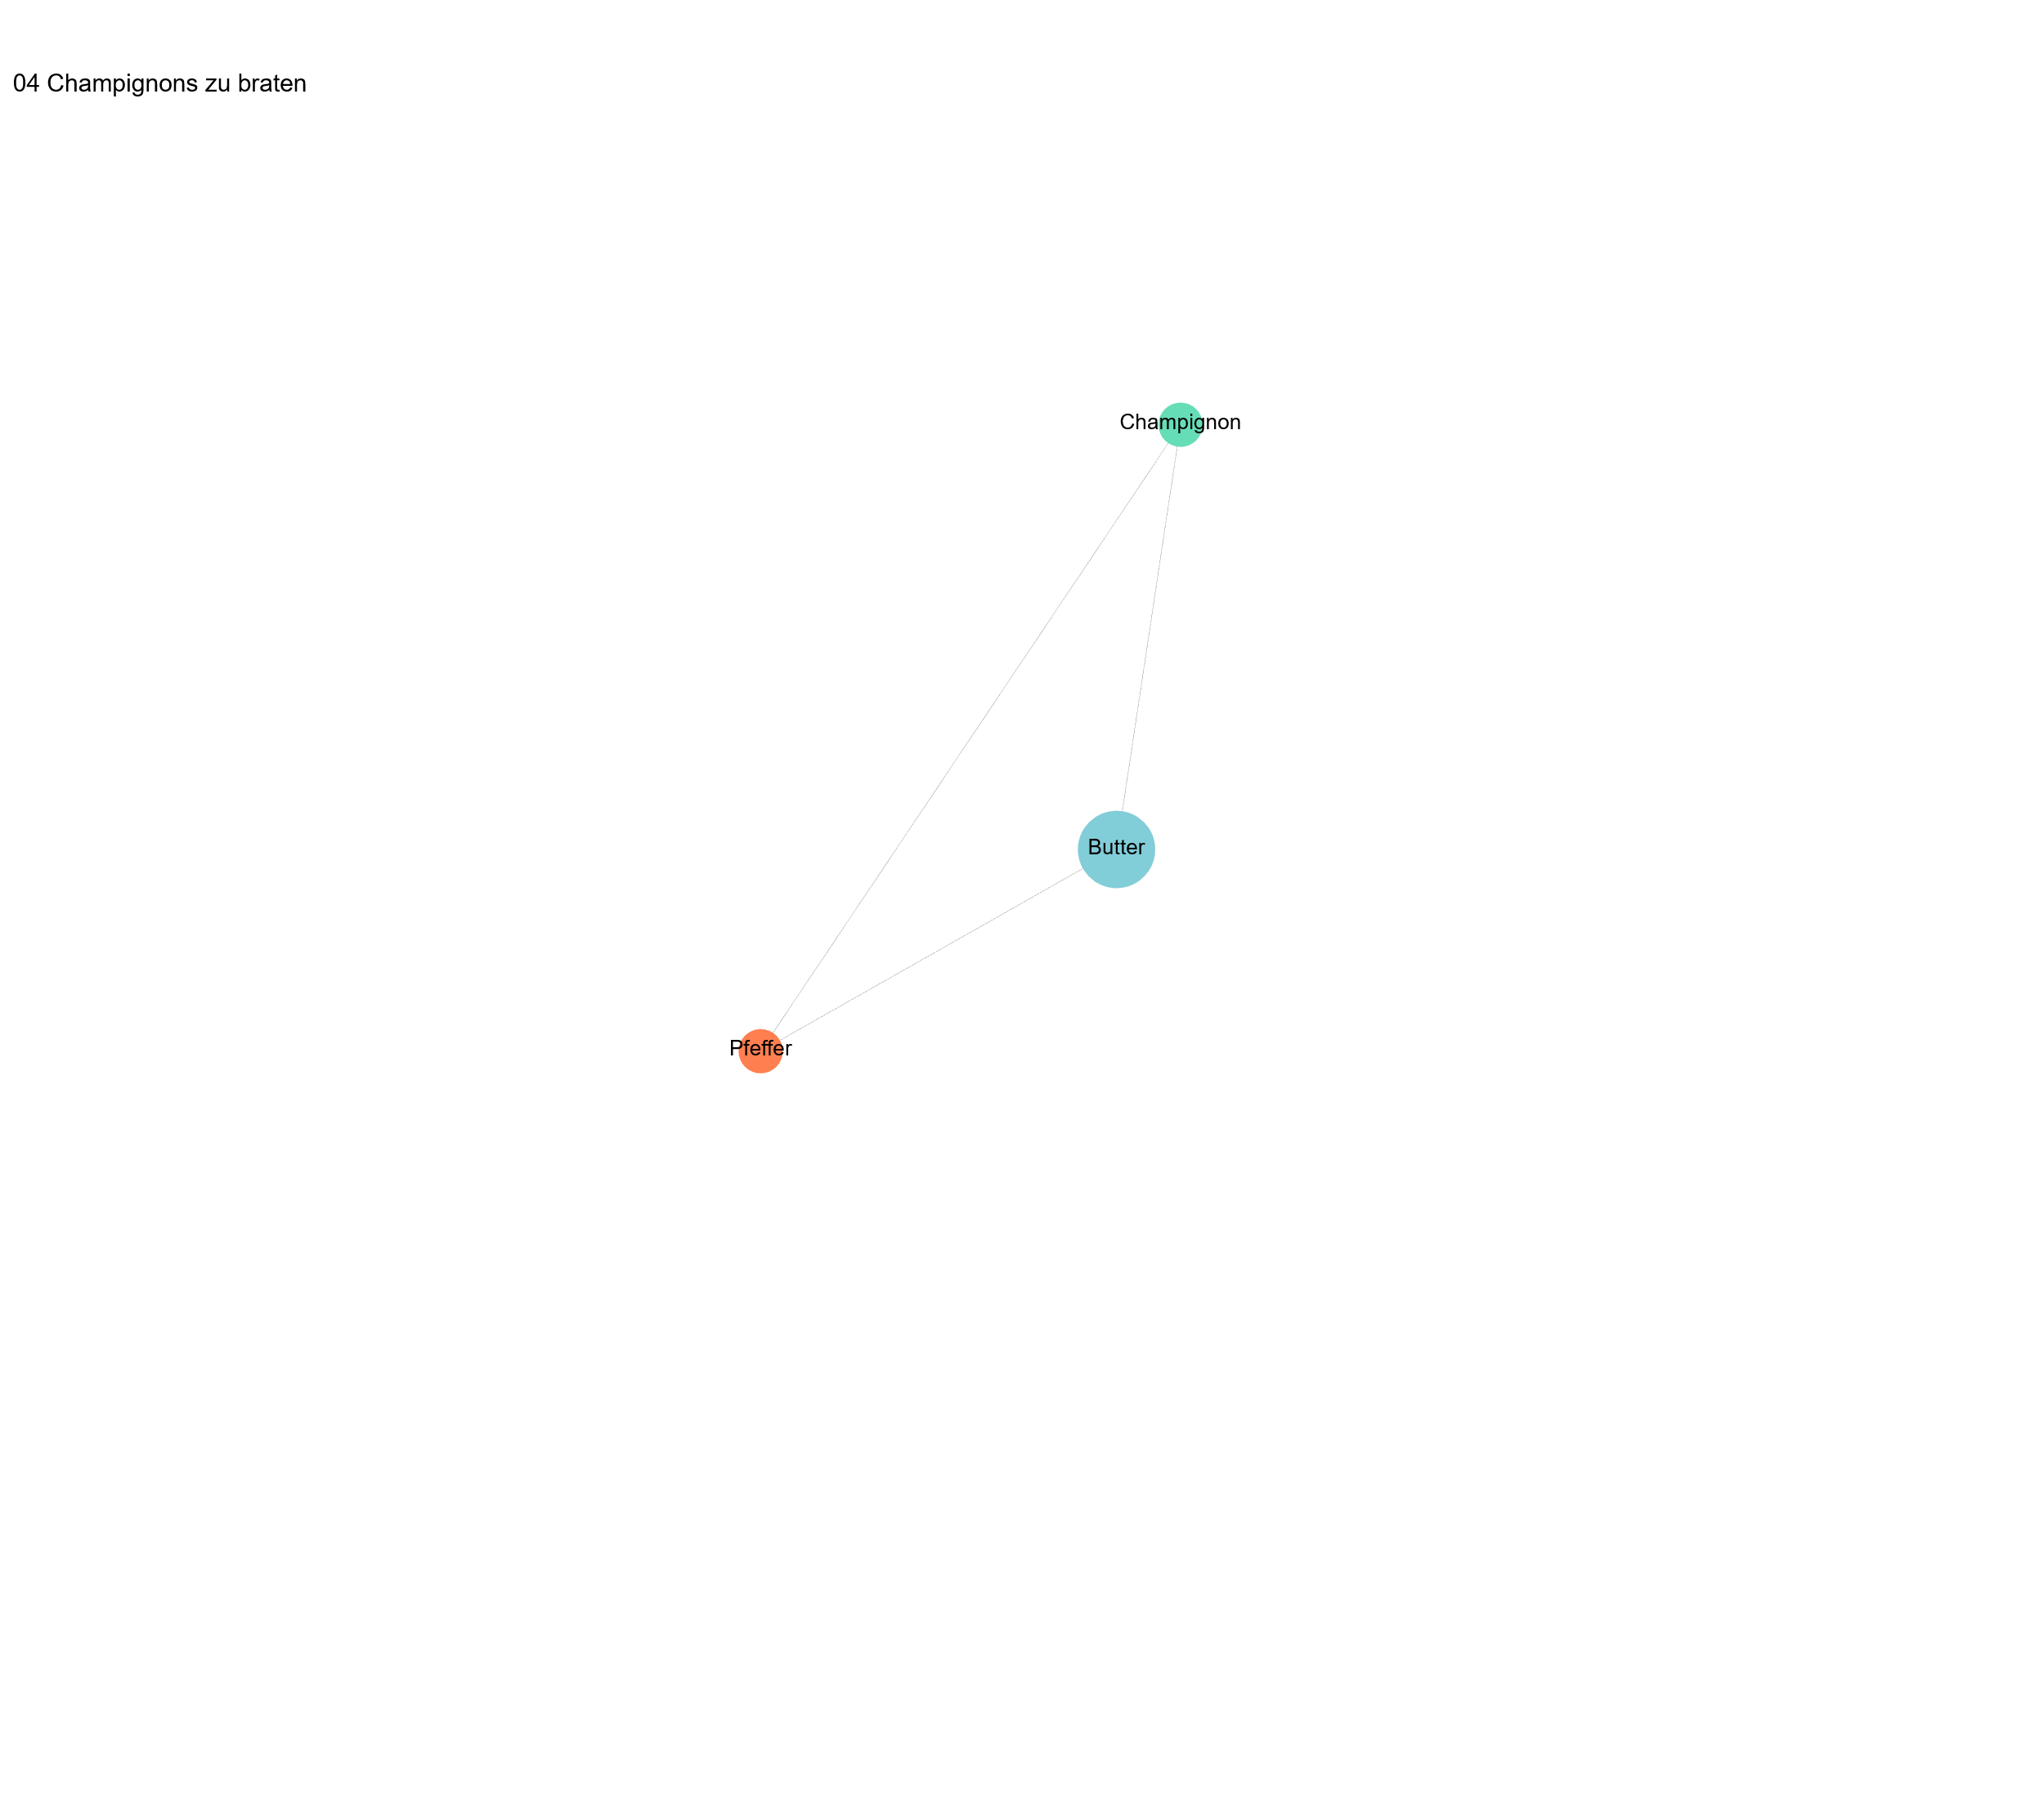 04 Champignons zu braten
Champignon
Butter
Pfeffer